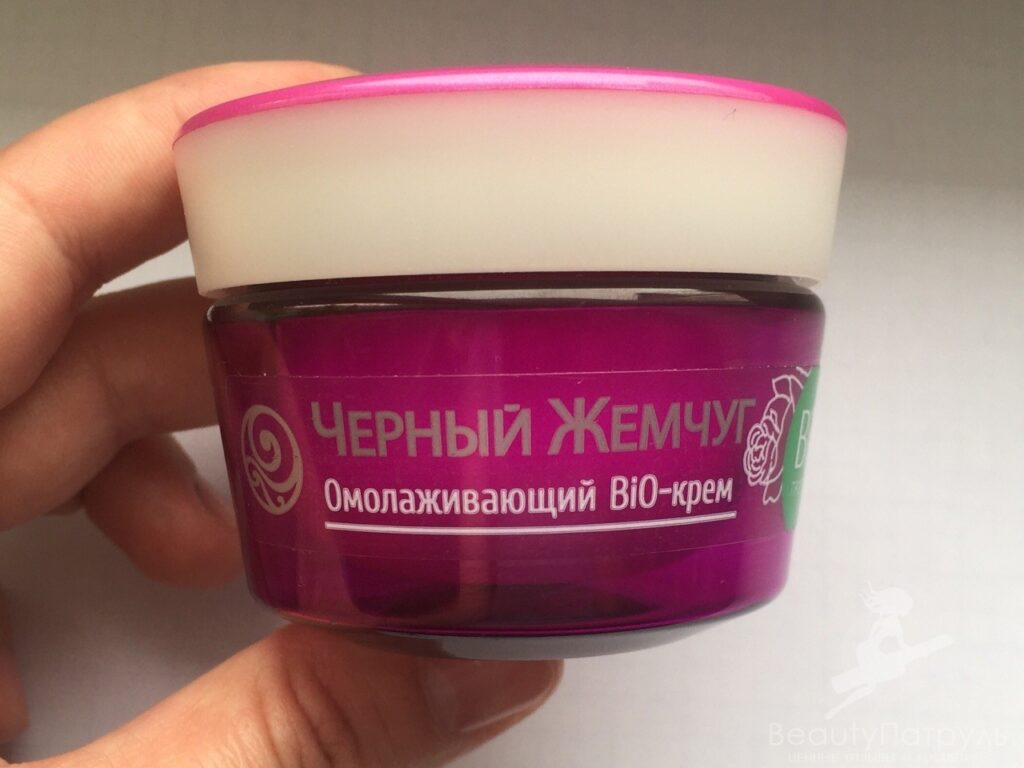 ЧЕРНЫЙ ЖЕМЧУГ
Омолаживающий BiO-крем
BeautyПатруль